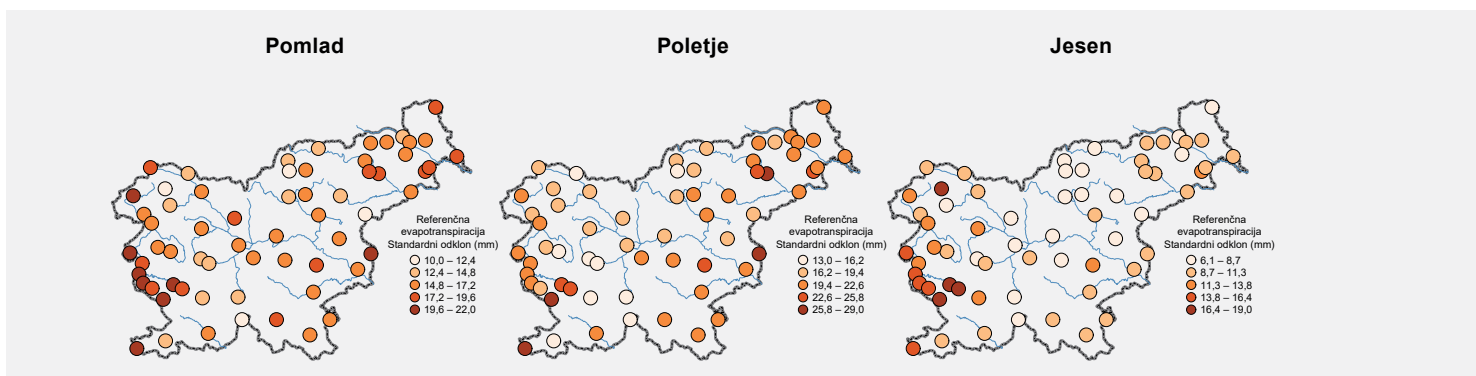 Pomlad
Poletje
Jesen
Referenčna
evapotranspiracija
Standardni odklon (mm)
10,0 – 12,4
12,4 – 14,8
14,8 – 17,2
17,2 – 19,6
19,6 – 22,0
Referenčna
evapotranspiracija
Standardni odklon (mm)
13,0 – 16,2
16,2 – 19,4
19,4 – 22,6
22,6 – 25,8
25,8 – 29,0
Referenčna
evapotranspiracija
Standardni odklon (mm)
6,1 – 8,7
8,7 – 11,3
11,3 – 13,8
13,8 – 16,4
16,4 – 19,0